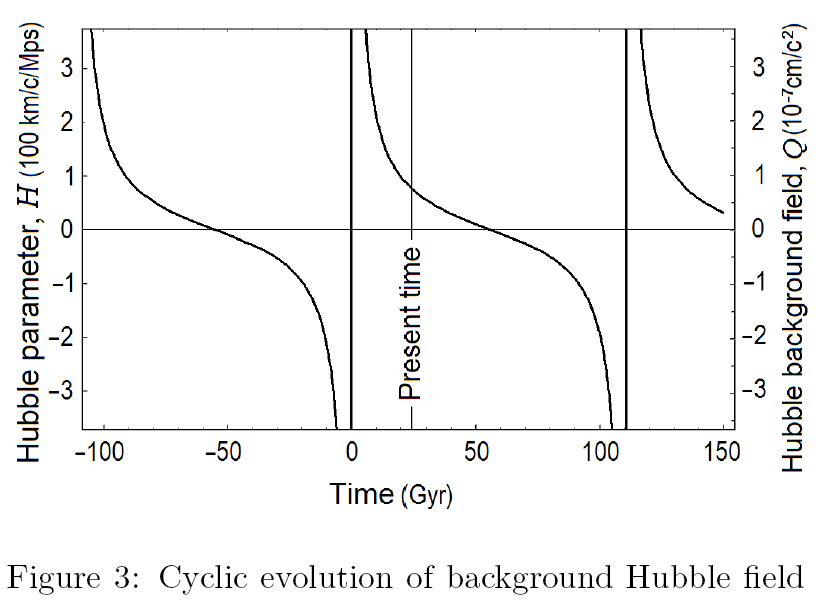 Hubble parameter, H (100 km/c/Mps)
3
2
1
0
−1
−2
−3
Present time
3
2
1
0
−1
−2
−3
Hubble background field, Q(10⁻⁷cm/c²)
−100 −50 0 50 100 150
Time (Gyr)
Figure 3: Cyclic evolution of background Hubble field